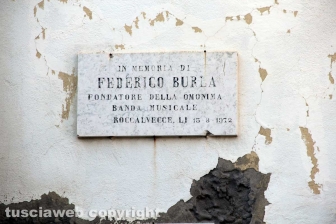 IN MEMORIA DI
FEDERICO BURLA
FONDATORE DELLA OMONIMA
BANDA MUSICALE
ROCCALVECCE, LI 15 8 1972
tusciaweb copyright